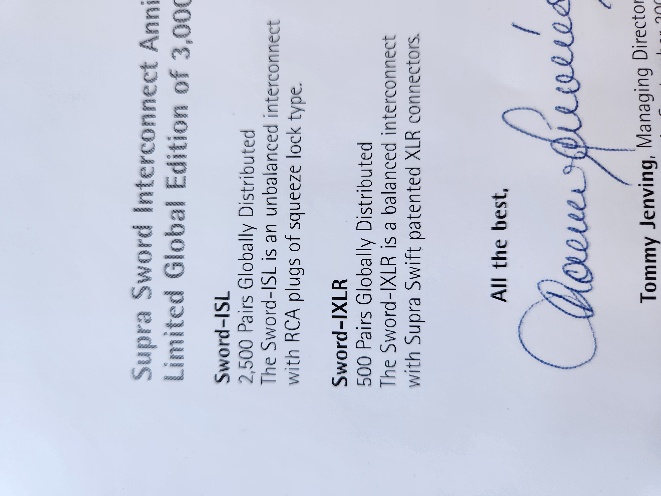 Supra Sword Interconnect Anni
Limited Global Edition of 3,000
Sword-ISL
2,500 Pairs Globally Distributed
The Sword-ISL is an unbalanced interconnect
with RCA plugs of squeeze lock type.
Sword-IXLR
500 Pairs Globally Distributed
The Sword-IXLR is a balanced interconnect
with Supra Swift patented XLR connectors.
All the best,
Tommy Jenving, Managing Director